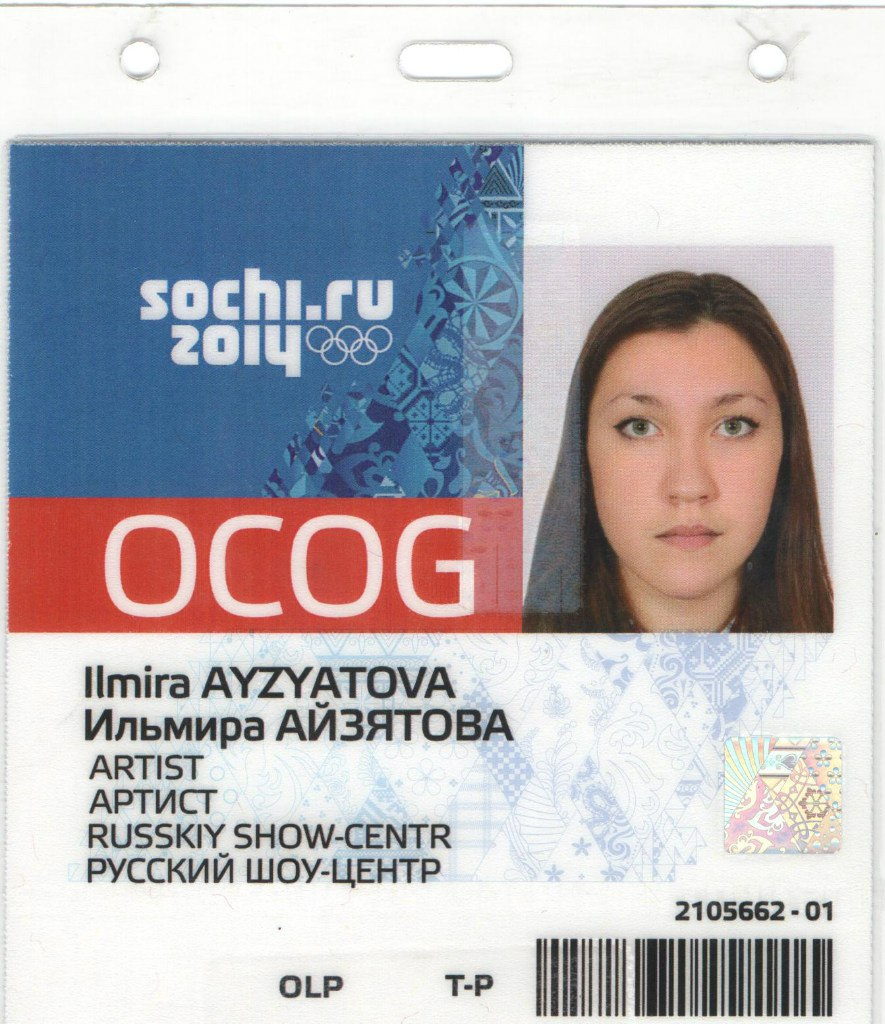 sochi.ru
2014
OCOG
Ilmira AYZYATOVA
Ильмира АЙЗЯТОВА
ARTIST
АРТИСТ
RUSSKIY SHOW-CENTR
РУССКИЙ ШОУ-ЦЕНТР
2105662 - 01
OLP T-P